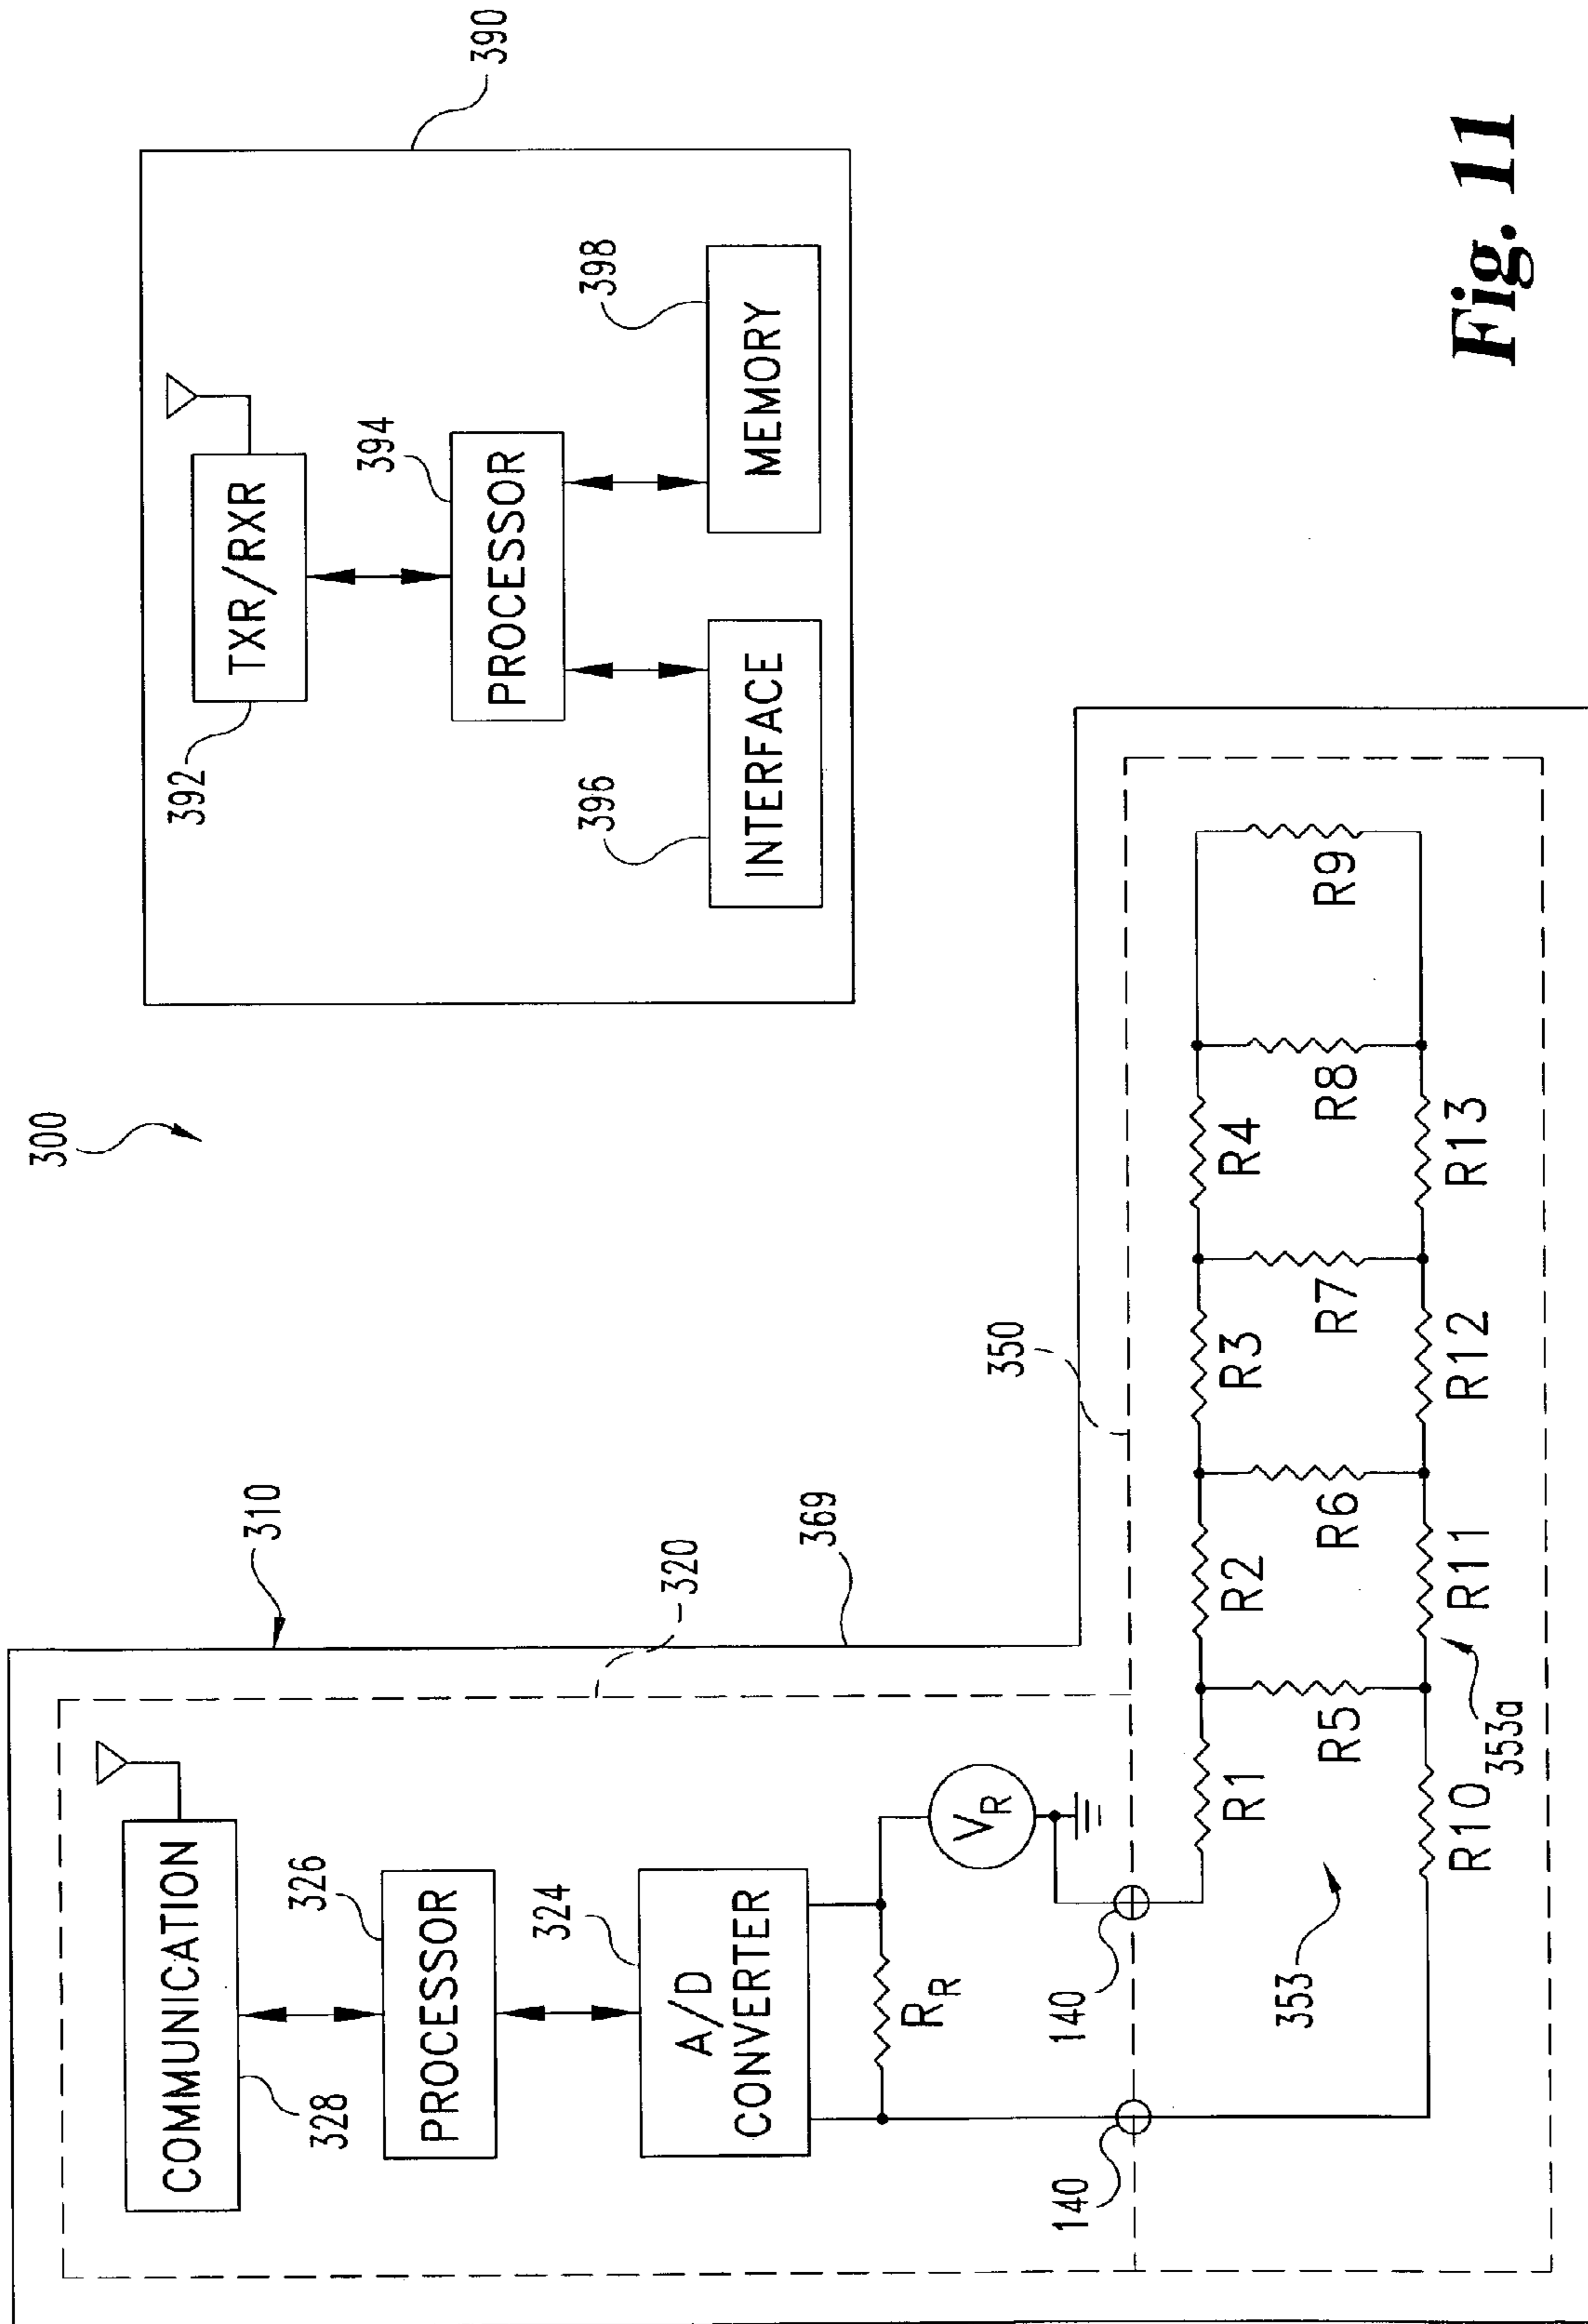 300
310
COMMUNICATION
328
326
PROCESSOR
320
324
A/D
CONVERTER
369
R_R
V_R
140
140
350
R1
R2
R3
R4
R5
R6
R7
R8
R9
R10
R11
R12
R13
353
353a
390
392
TXR/RXR
394
PROCESSOR
396
INTERFACE
398
MEMORY
Fig. 11